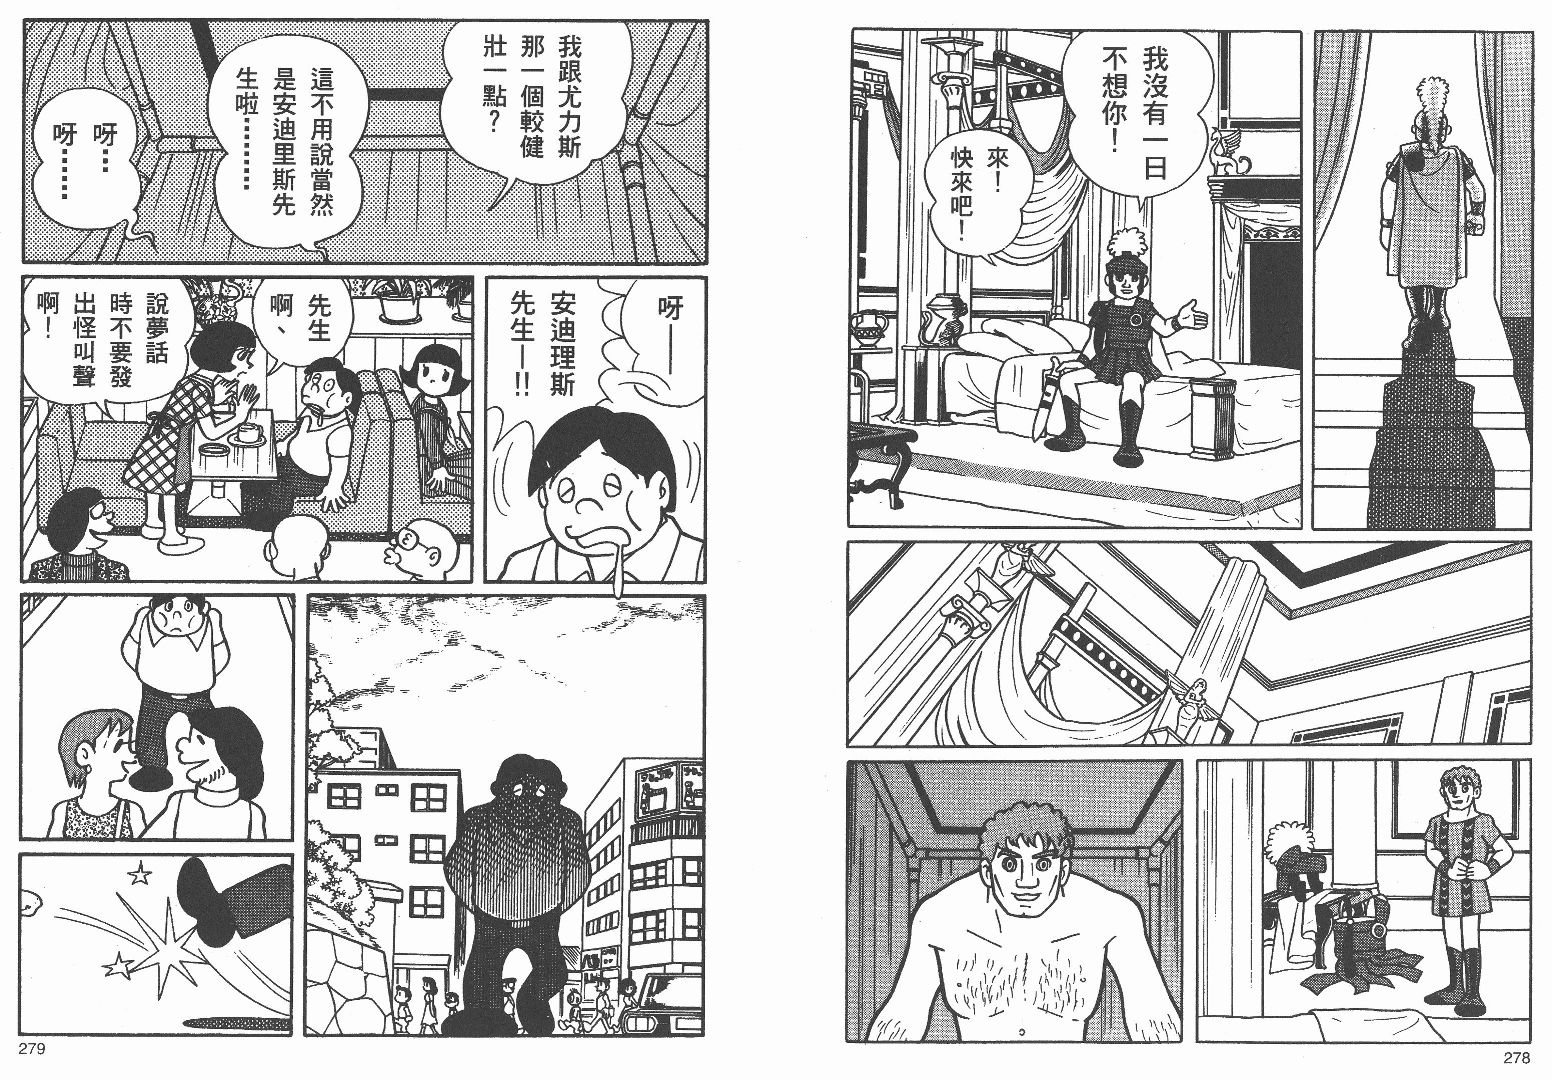 我沒有一日
不想你！
來！
快來吧！
278
我跟尤力斯
那一個較健
壯一點？
這不用說當然
是安迪里斯先
生啦…………
呀…
呀………
呀—
安迪理斯
先生—!!
先生
啊、
說夢話
時不要發
出怪叫聲
啊！
279